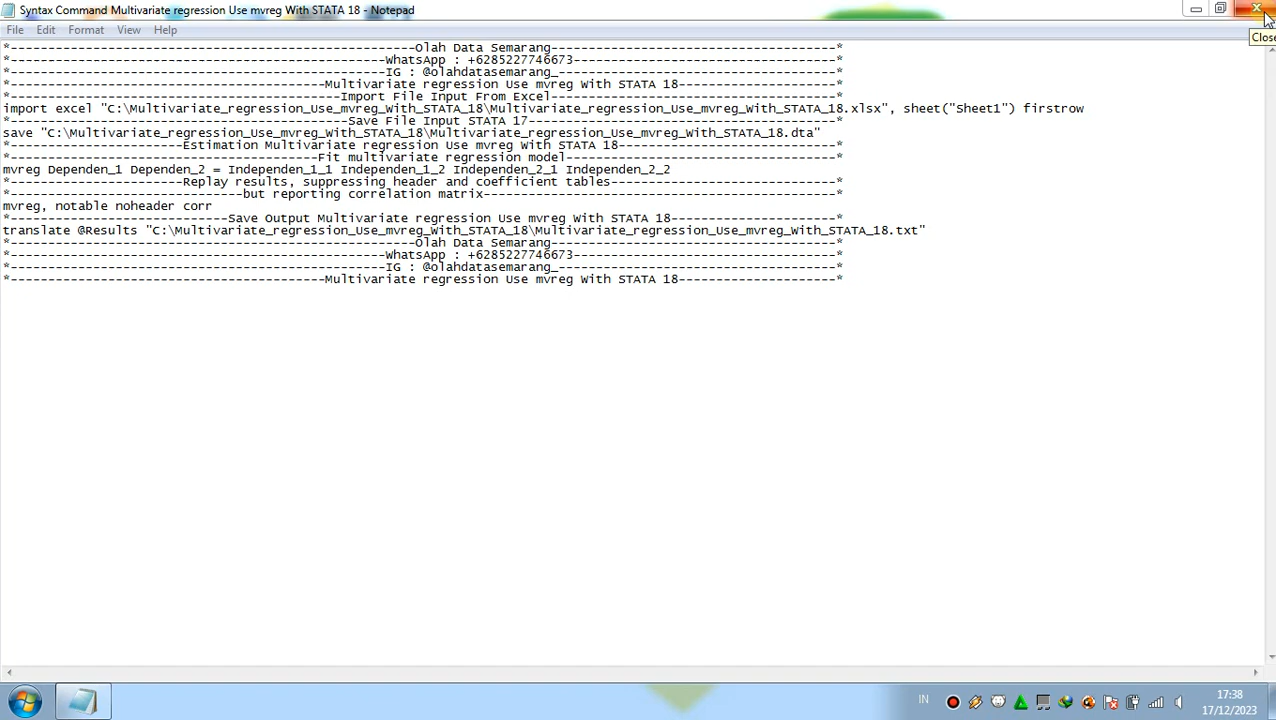 Syntax Command Multivariate regression Use mvreg With STATA 18 - Notepad
File Edit Format View Help
Close
*------------------------------------------------------Olah Data Semarang--------------------------------------*
*--------------------------------------------------WhatsApp : +6285227746673-----------------------------------*
*--------------------------------------------------IG : @olahdatasemarang_-------------------------------------*
*------------------------------------------Multivariate regression Use mvreg With STATA 18---------------------*
*--------------------------------------------Import File Input From Excel--------------------------------------*
import excel "C:\Multivariate_regression_Use_mvreg_With_STATA_18\Multivariate_regression_Use_mvreg_With_STATA_18.xlsx", sheet("Sheet1") firstrow
*---------------------------------------------Save File Input STATA 17-----------------------------------------*
save "C:\Multivariate_regression_Use_mvreg_With_STATA_18\Multivariate_regression_Use_mvreg_With_STATA_18.dta"
*-----------------------Estimation Multivariate regression Use mvreg With STATA 18-----------------------------*
*-----------------------------------------Fit multivariate regression model------------------------------------*
mvreg Dependen_1 Dependen_2 = Independen_1_1 Independen_1_2 Independen_2_1 Independen_2_2
*-----------------------Replay results, suppressing header and coefficient tables------------------------------*
*-------------------------------but reporting correlation matrix-----------------------------------------------*
mvreg, notable noheader corr
*-----------------------------Save Output Multivariate regression Use mvreg With STATA 18----------------------*
translate @Results "C:\Multivariate_regression_Use_mvreg_With_STATA_18\Multivariate_regression_Use_mvreg_With_STATA_18.txt"
*------------------------------------------------------Olah Data Semarang--------------------------------------*
*--------------------------------------------------WhatsApp : +6285227746673-----------------------------------*
*--------------------------------------------------IG : @olahdatasemarang_-------------------------------------*
*------------------------------------------Multivariate regression Use mvreg With STATA 18---------------------*
IN
17:38
17/12/2023